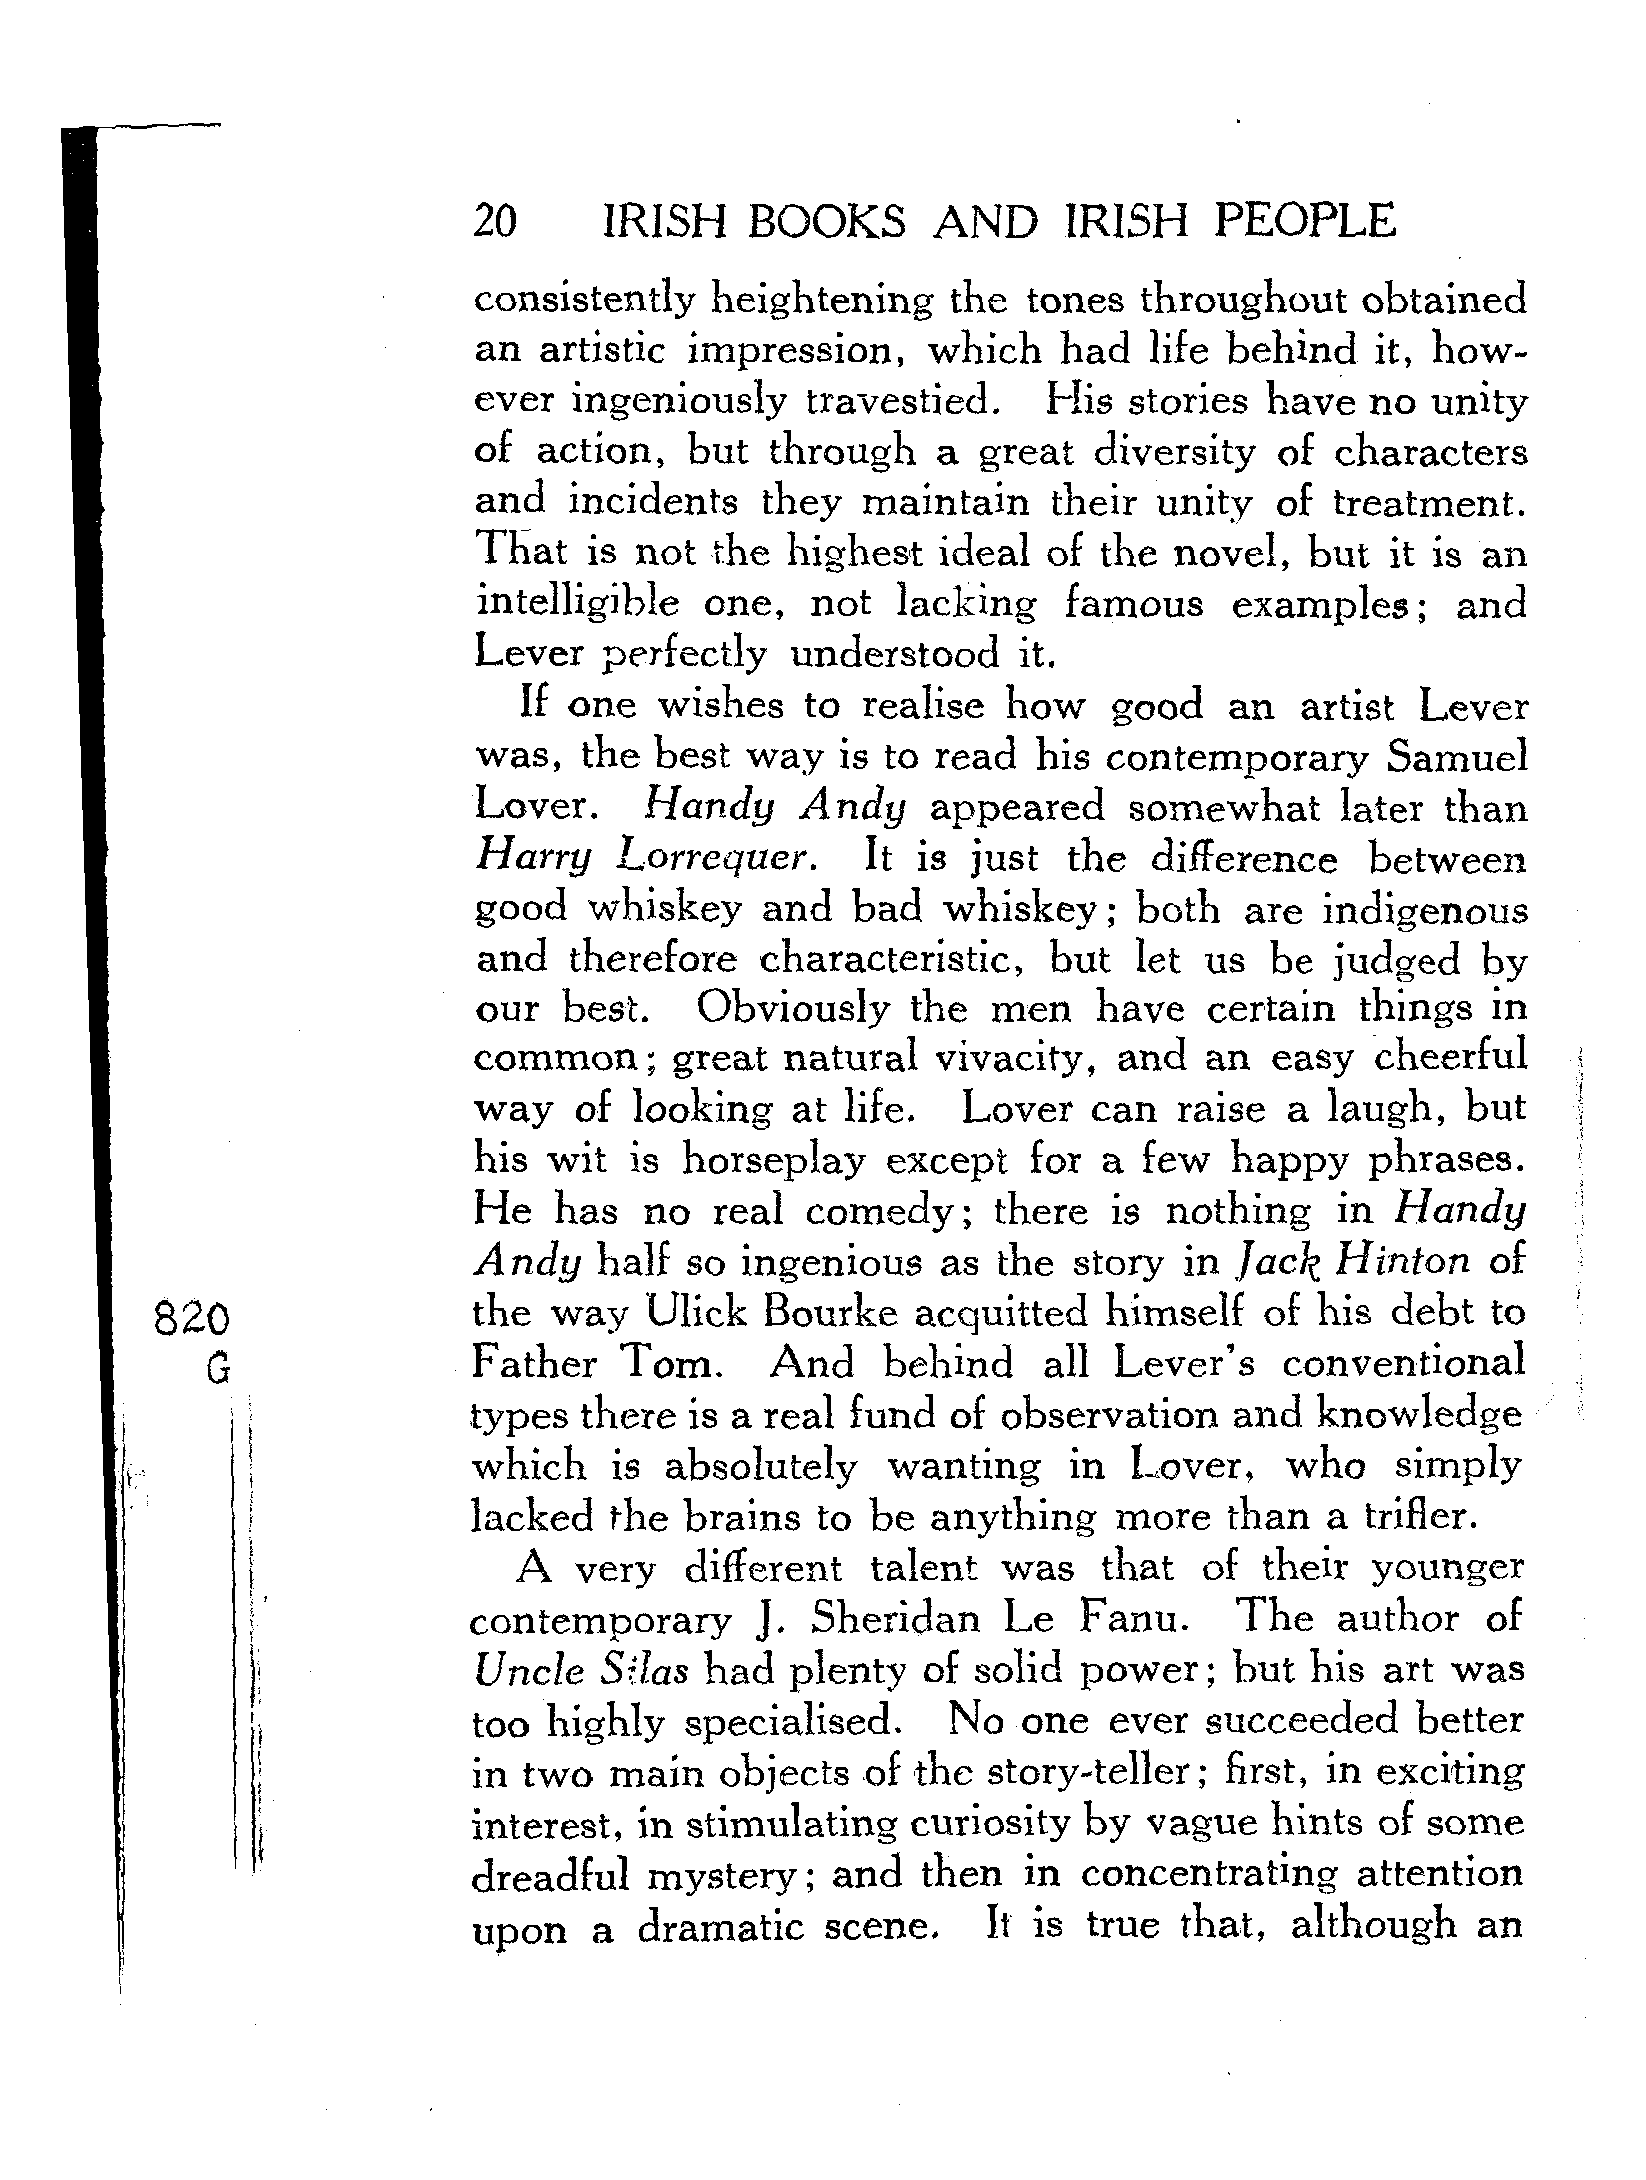 20 IRISH BOOKS AND IRISH PEOPLE
consistently heightening the tones throughout obtained
an artistic impression, which had life behind it, how-
ever ingeniously travestied. His stories have no unity
of action, but through a great diversity of characters
and incidents they maintain their unity of treatment.
That is not the highest ideal of the novel, but it is an
intelligible one, not lacking famous examples; and
Lever perfectly understood it.
If one wishes to realise how good an artist Lever
was, the best way is to read his contemporary Samuel
Lover. Handy Andy appeared somewhat later than
Harry Lorrequer. It is just the difference between
good whiskey and bad whiskey; both are indigenous
and therefore characteristic, but let us be judged by
our best. Obviously the men have certain things in
common; great natural vivacity, and an easy cheerful
way of looking at life. Lover can raise a laugh, but
his wit is horseplay except for a few happy phrases.
He has no real comedy; there is nothing in Handy
Andy half so ingenious as the story in Jack Hinton of
the way Ulick Bourke acquitted himself of his debt to
Father Tom. And behind all Lever's conventional
types there is a real fund of observation and knowledge
which is absolutely wanting in Lover, who simply
lacked the brains to be anything more than a trifler.
A very different talent was that of their younger
contemporary J. Sheridan Le Fanu. The author of
Uncle Silas had plenty of solid power; but his art was
too highly specialised. No one ever succeeded better
in two main objects of the story-teller; first, in exciting
interest, in stimulating curiosity by vague hints of some
dreadful mystery; and then in concentrating attention
upon a dramatic scene. It is true that, although an
820
G